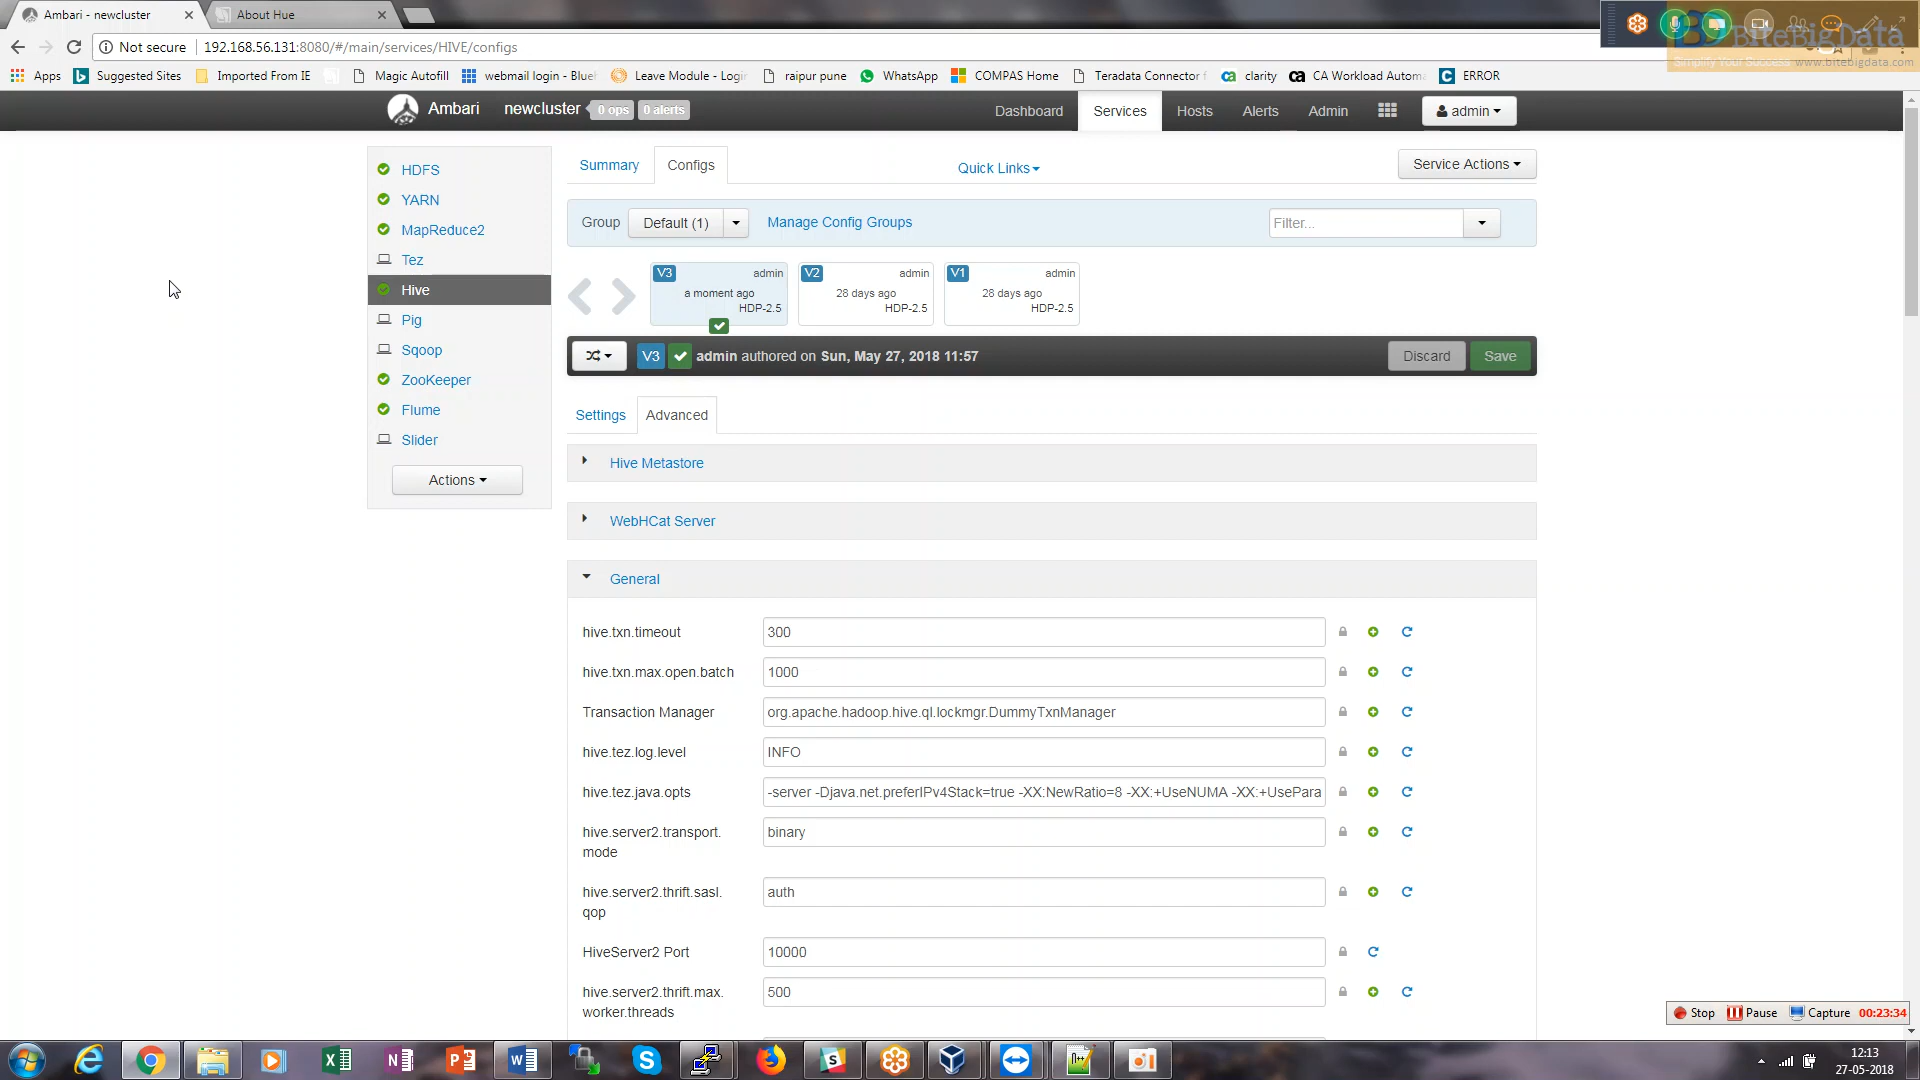 Ambari - newcluster
About Hue
Not secure
192.168.56.131:8080/#/main/services/HIVE/configs
BiteBigData
Simplify Your Success www.bitebigdata.com
Apps
Suggested Sites
Imported From IE
Magic Autofill
webmail login - Blue
Leave Module - Logi
raipur pune
WhatsApp
COMPAS Home
Teradata Connector f
ca
clarity
ca
CA Workload Autom
C
ERROR
Ambari
newcluster
0 ops
0 alerts
Dashboard
Services
Hosts
Alerts
Admin
admin
HDFS
YARN
MapReduce2
Tez
Hive
Pig
Sqoop
ZooKeeper
Flume
Slider
Actions
Summary
Configs
Quick Links
Service Actions
Group
Default (1)
Manage Config Groups
Filter...
V3
admin
a moment ago
HDP-2.5
V2
admin
28 days ago
HDP-2.5
V1
admin
28 days ago
HDP-2.5
V3
admin authored on Sun, May 27, 2018 11:57
Discard
Save
Settings
Advanced
Hive Metastore
WebHCat Server
General
hive.txn.timeout
300
hive.txn.max.open.batch
1000
Transaction Manager
org.apache.hadoop.hive.ql.lockmgr.DummyTxnManager
hive.tez.log.level
INFO
hive.tez.java.opts
-server -Djava.net.preferIPv4Stack=true -XX:NewRatio=8 -XX:+UseNUMA -XX:+UsePara
hive.server2.transport.
mode
binary
hive.server2.thrift.sasl.
qop
auth
HiveServer2 Port
10000
hive.server2.thrift.max.
worker.threads
500
Stop
Pause
Capture
00:23:34
12:13
27-05-2018